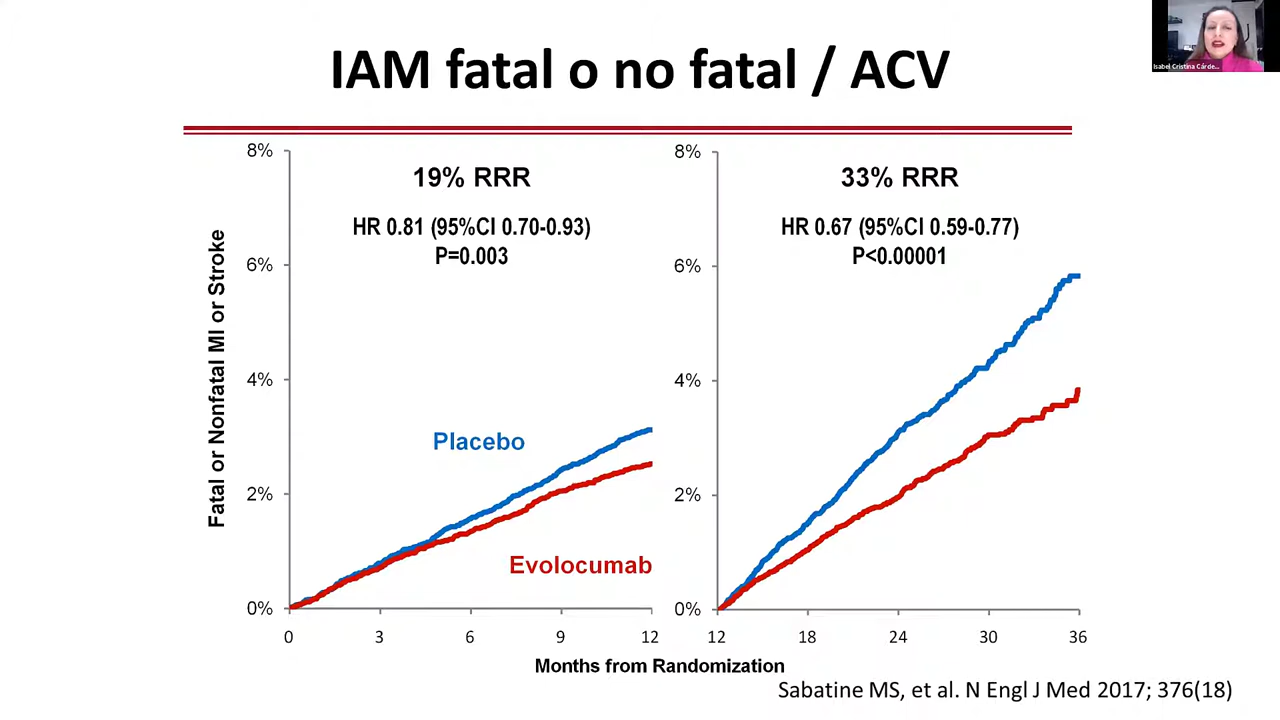 IAM fatal o no fatal / ACV
Isabel Cristina Cárde...
8%
19% RRR
HR 0.81 (95%CI 0.70-0.93)
P=0.003
6%
4%
2%
0%
Fatal or Nonfatal MI or Stroke
Placebo
Evolocumab
0 3 6 9 12
8%
33% RRR
HR 0.67 (95%CI 0.59-0.77)
P<0.00001
6%
4%
2%
0%
12 18 24 30 36
Months from Randomization
Sabatine MS, et al. N Engl J Med 2017; 376(18)